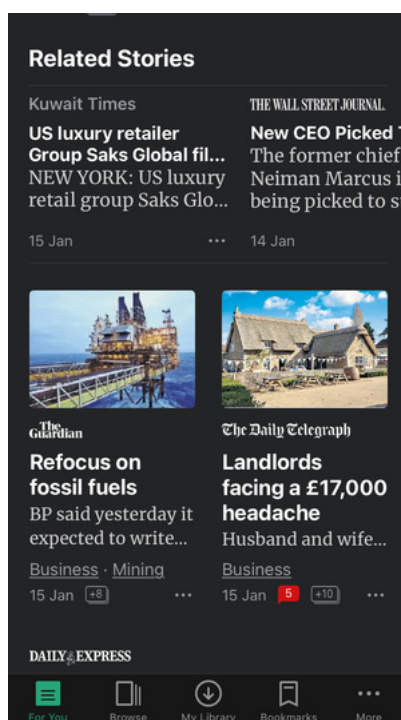 Related Stories
Kuwait Times
US luxury retailer
Group Saks Global fil...
NEW YORK: US luxury
retail group Saks Glo...
15 Jan
THE WALL STREET JOURNAL.
New CEO Picked
The former chief
Neiman Marcus i
being picked to s
14 Jan
The Guardian
Refocus on
fossil fuels
BP said yesterday it
expected to write...
Business · Mining
15 Jan +8
The Daily Telegraph
Landlords
facing a £17,000
headache
Husband and wife...
Business
15 Jan 5 +10
DAILY EXPRESS
For You
Browse
My Library
Bookmarks
More